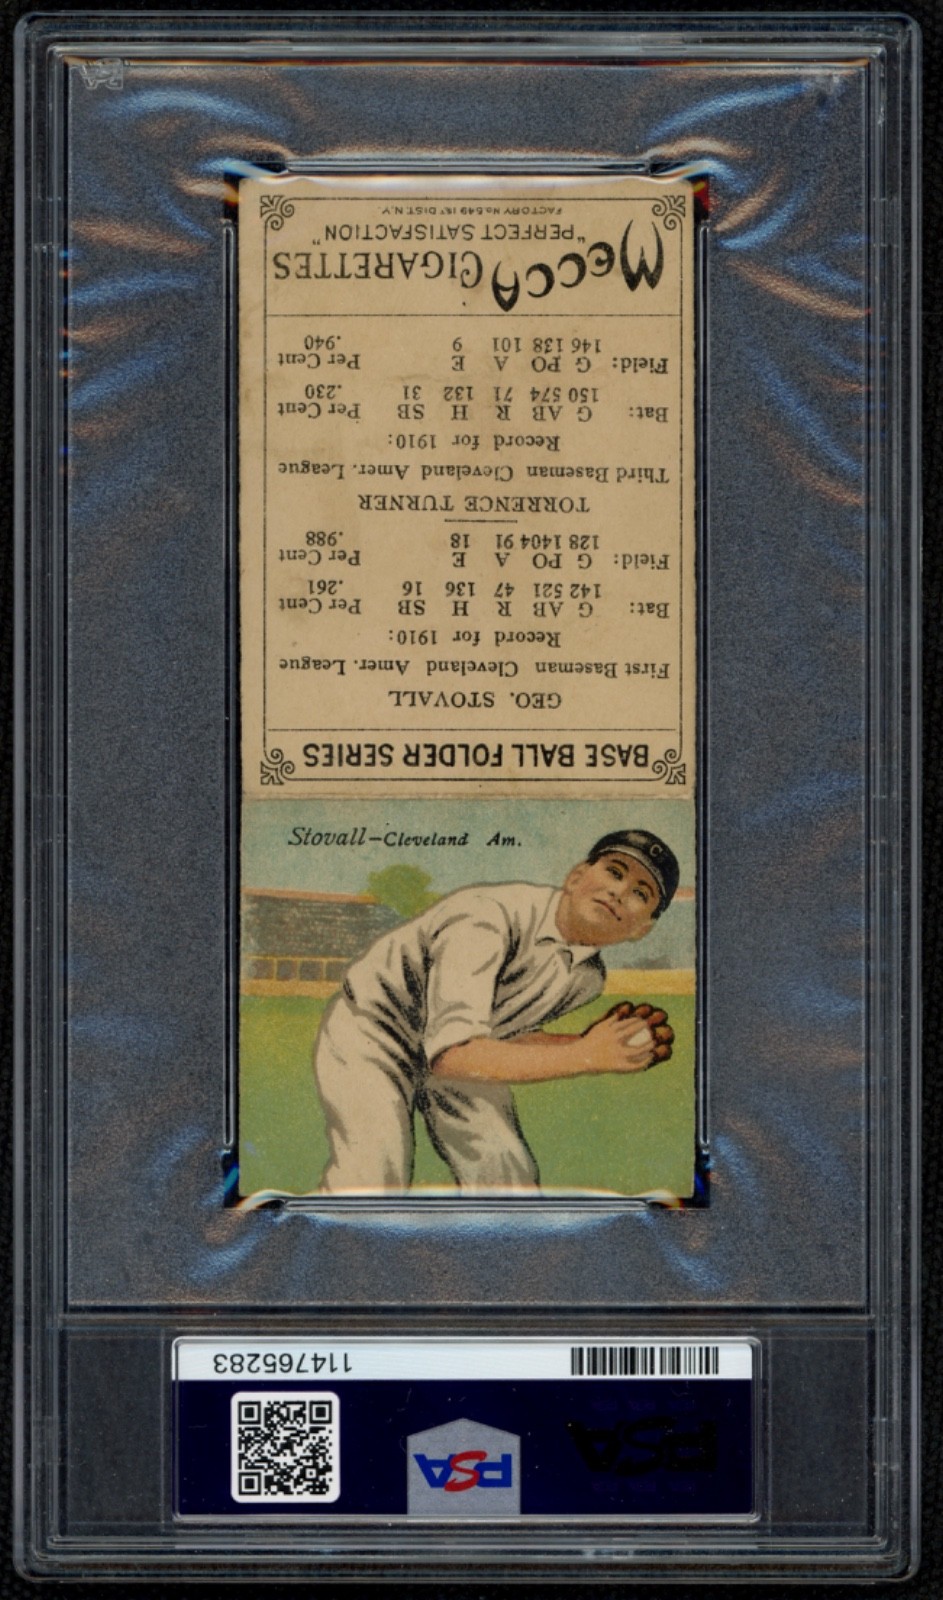 BASE BALL FOLDER SERIES
GEO. STOVALL
First Baseman Cleveland Amer. League
Record for 1910:
Bat: G AB R H SB Per Cent
142 521 47 136 16 .261
Field: G PO A E Per Cent
128 1404 91 18 .988
TORRENCE TURNER
Third Baseman Cleveland Amer. League
Record for 1910:
Bat: G AB R H SB Per Cent
150 574 71 132 31 .230
Field: G PO A E Per Cent
146 138 101 9 .940
MECCA CIGARETTES
"PERFECT SATISFACTION"
FACTORY No. 649 1ST DIST. N.Y.
Stovall—Cleveland Am.
C
114765283
PSA
PSA